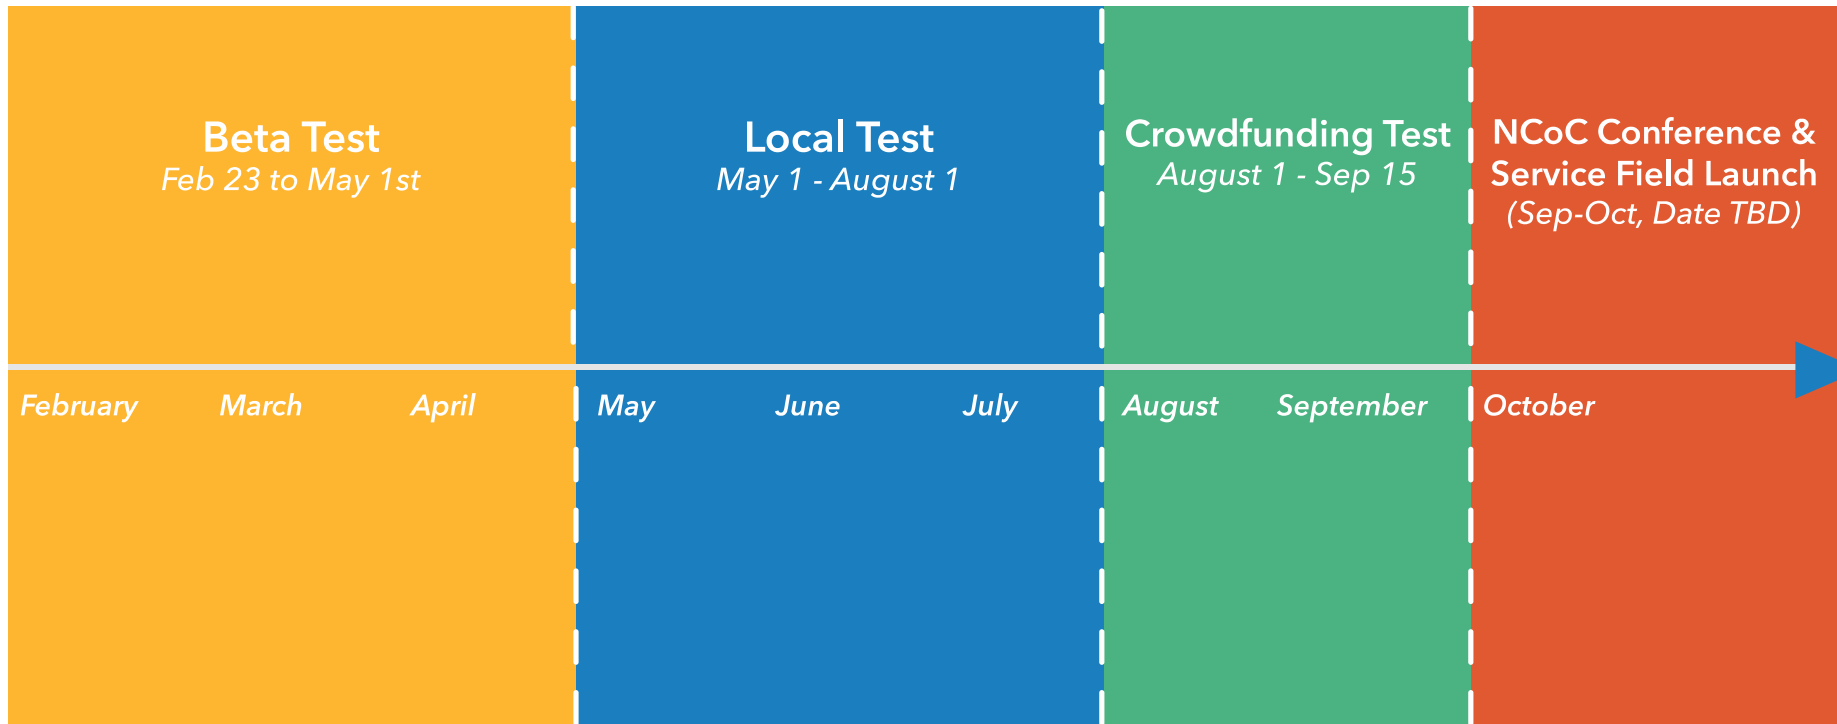 Beta Test
Feb 23 to May 1st
Local Test
May 1 - August 1
Crowdfunding Test
August 1 - Sep 15
NCoC Conference &
Service Field Launch
(Sep-Oct, Date TBD)
February March April May June July August September October